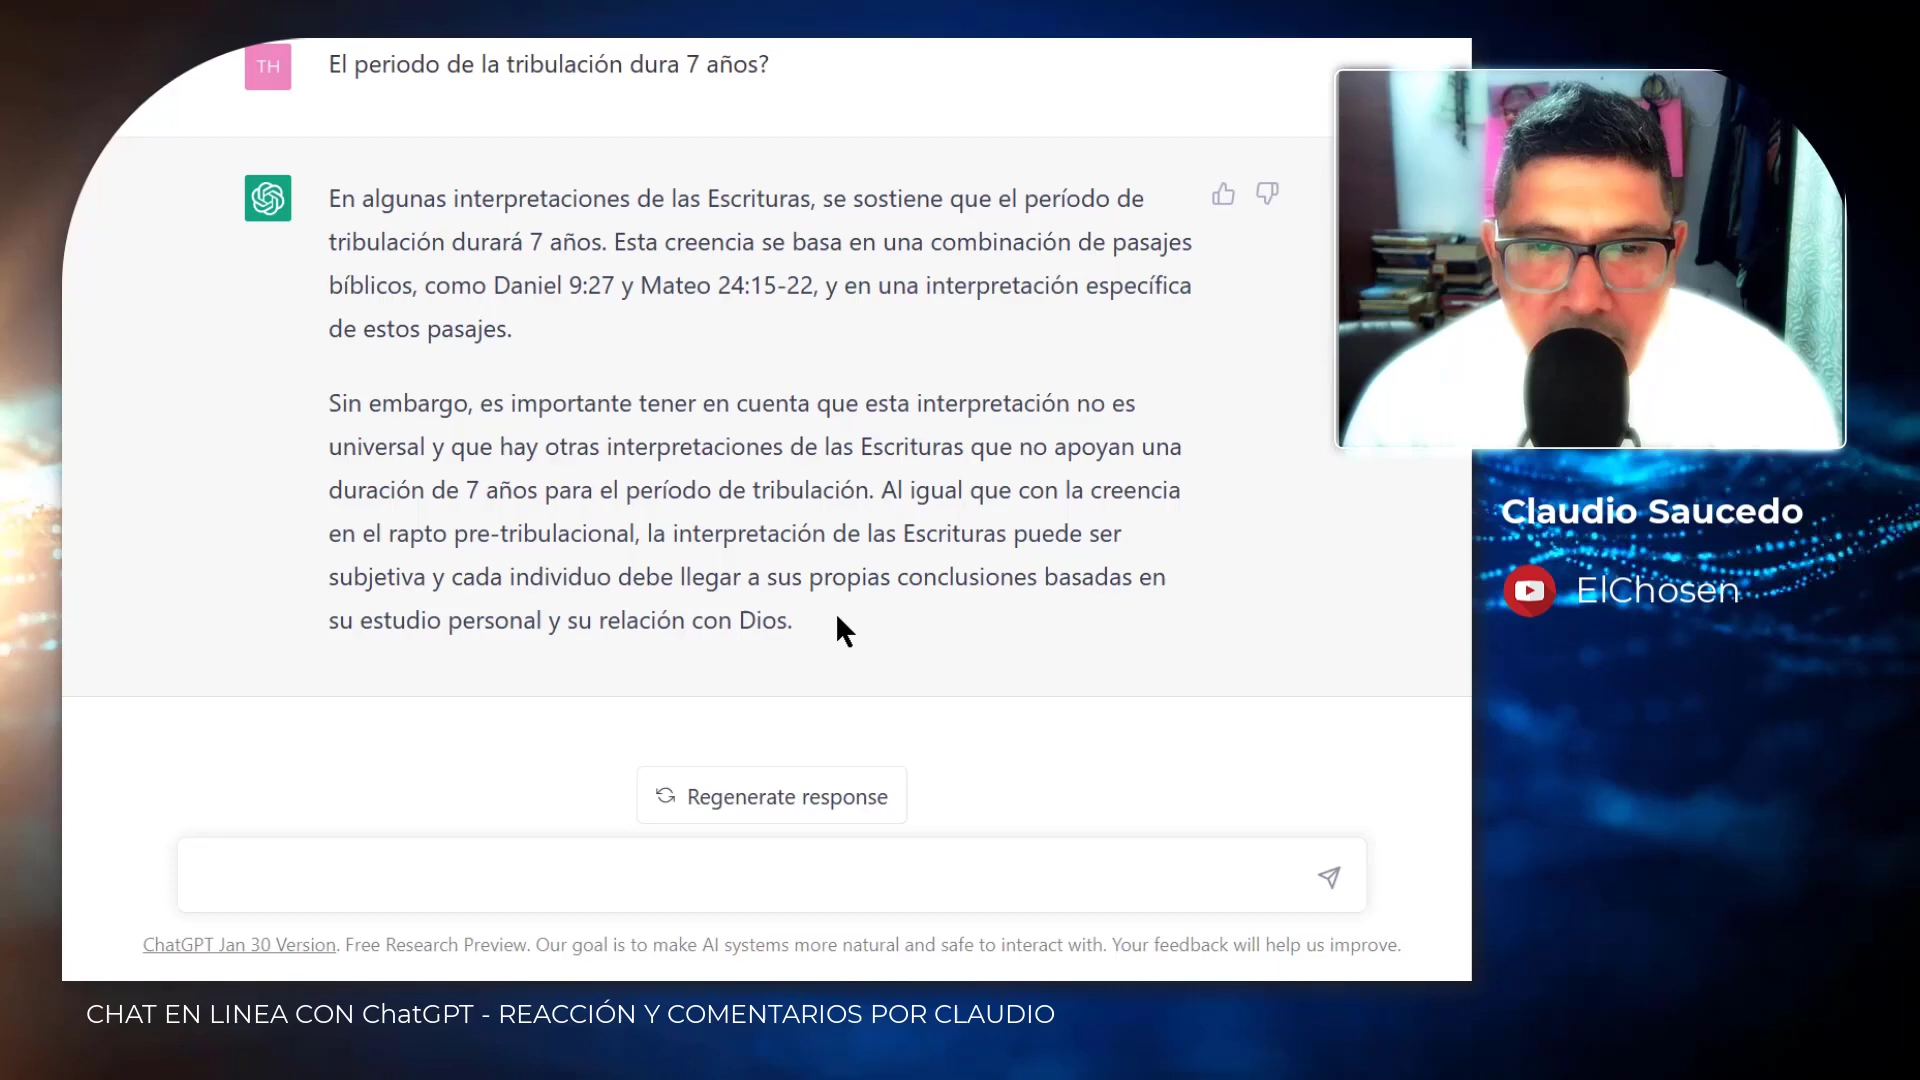 TH
El periodo de la tribulación dura 7 años?
En algunas interpretaciones de las Escrituras, se sostiene que el período de
tribulación durará 7 años. Esta creencia se basa en una combinación de pasajes
bíblicos, como Daniel 9:27 y Mateo 24:15-22, y en una interpretación específica
de estos pasajes.
Sin embargo, es importante tener en cuenta que esta interpretación no es
universal y que hay otras interpretaciones de las Escrituras que no apoyan una
duración de 7 años para el período de tribulación. Al igual que con la creencia
en el rapto pre-tribulacional, la interpretación de las Escrituras puede ser
subjetiva y cada individuo debe llegar a sus propias conclusiones basadas en
su estudio personal y su relación con Dios.
Regenerate response
ChatGPT Jan 30 Version. Free Research Preview. Our goal is to make AI systems more natural and safe to interact with. Your feedback will help us improve.
Claudio Saucedo
ElChosen
CHAT EN LINEA CON ChatGPT - REACCIÓN Y COMENTARIOS POR CLAUDIO